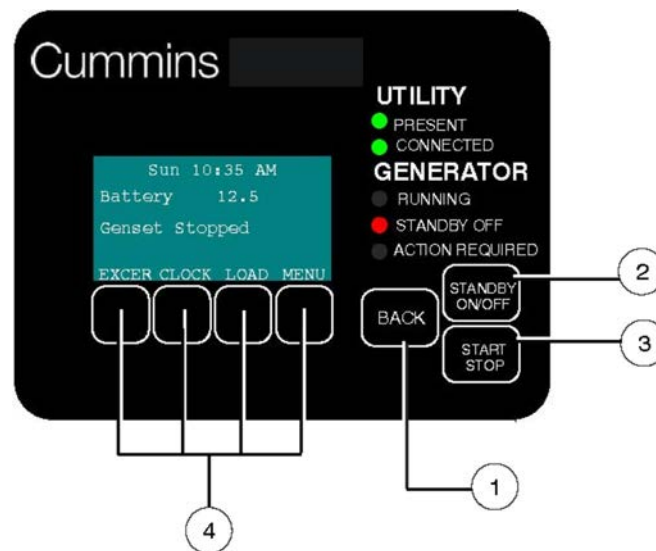 Cummins
UTILITY
PRESENT
CONNECTED
GENERATOR
RUNNING
STANDBY OFF
ACTION REQUIRED
Sun 10:35 AM
Battery 12.5
Genset Stopped
EXCER CLOCK LOAD MENU
BACK
STANDBY
ON/OFF
START
STOP
2
3
1
4